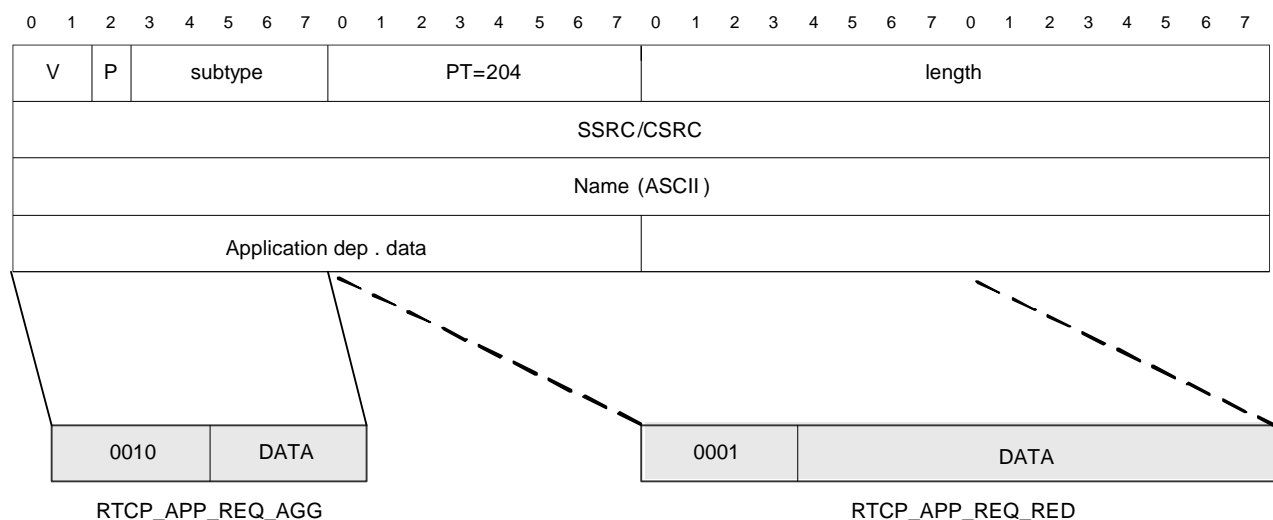 0 1 2 3 4 5 6 7 0 1 2 3 4 5 6 7 0 1 2 3 4 5 6 7 0 1 2 3 4 5 6 7
V P subtype PT=204 length
SSRC/CSRC
Name (ASCII)
Application dep . data
0010 DATA 0001 DATA
RTCP_APP_REQ_AGG RTCP_APP_REQ_RED